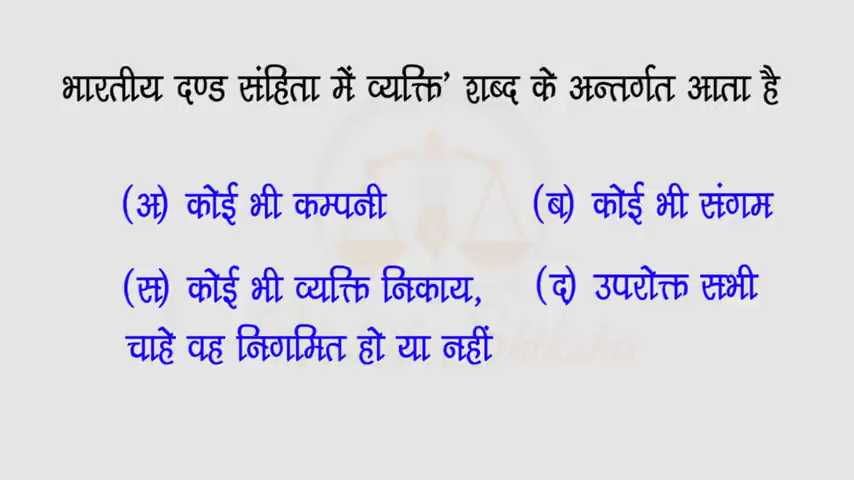 भारतीय दण्ड संहिता में व्यक्ति’ शब्द के अन्तर्गत आता है
(अ) कोई भी कम्पनी (ब) कोई भी संगम
(स) कोई भी व्यक्ति निकाय, (द) उपरोक्त सभी
चाहे वह निगमित हो या नहीं